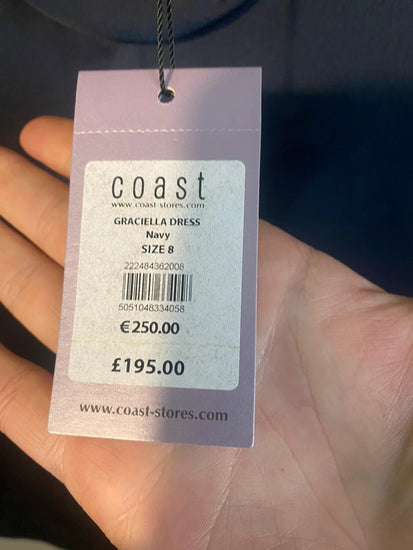 coast
www.coast-stores.com
GRACIELLA DRESS
Navy
SIZE 8
222484362008
5051048334058
€250.00
£195.00
www.coast-stores.com